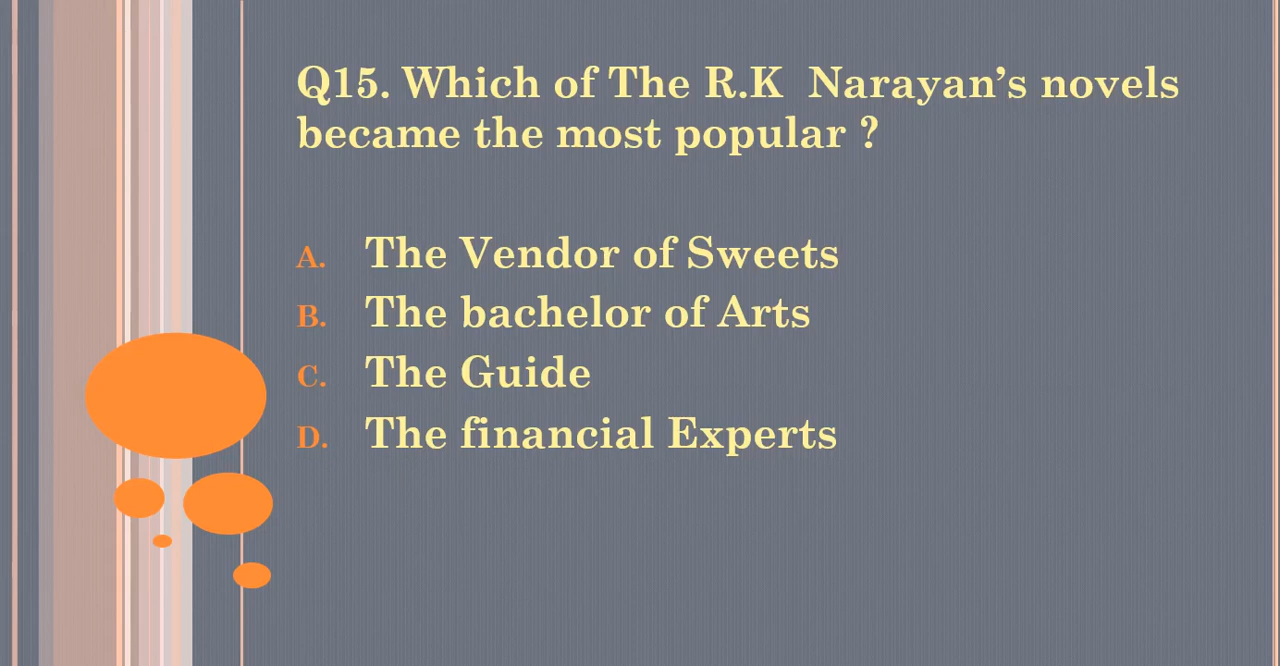 Q15. Which of The R.K  Narayan’s novels
became the most popular ?
A. The Vendor of Sweets
B. The bachelor of Arts
C. The Guide
D. The financial Experts